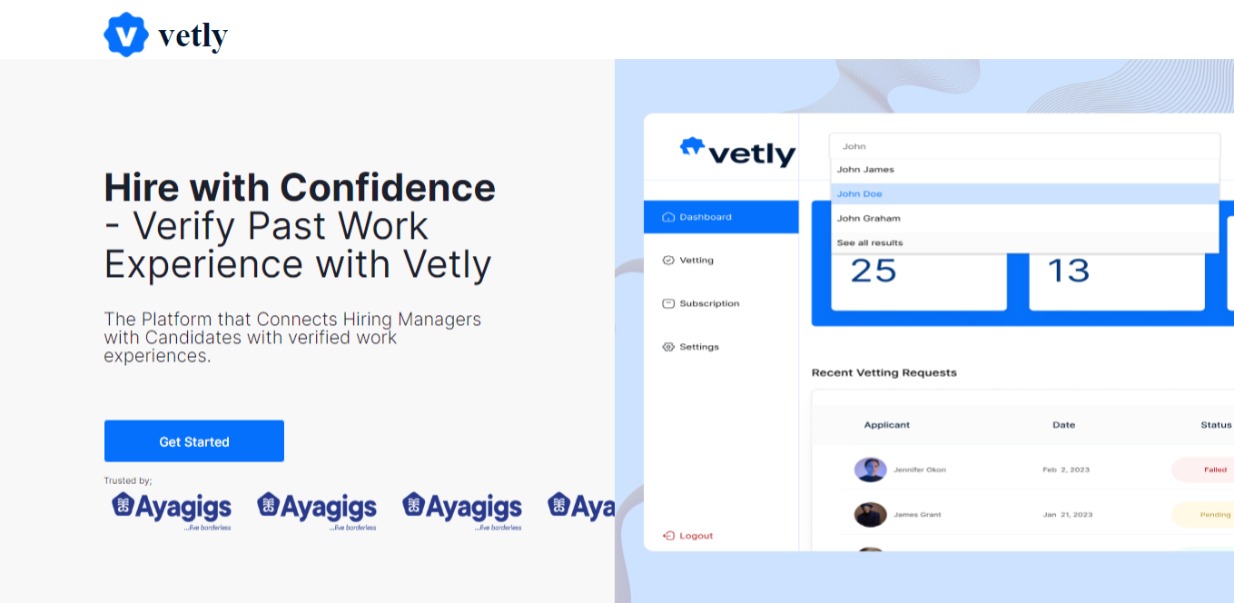 vetly
Hire with Confidence
- Verify Past Work
Experience with Vetly
The Platform that Connects Hiring Managers
with Candidates with verified work
experiences.
Get Started
Trusted by;
Ayagigs Ayagigs Ayagigs Aya
...live borderless ...live borderless ...live borderless
vetly
John
John James
John Doe
John Graham
See all results
Dashboard
25 13
Vetting
Subscription
Settings
Logout
Recent Vetting Requests
Applicant Date Status
Jennifer Okon Feb 2, 2023 Failed
James Grant Jan 21, 2023 Pending